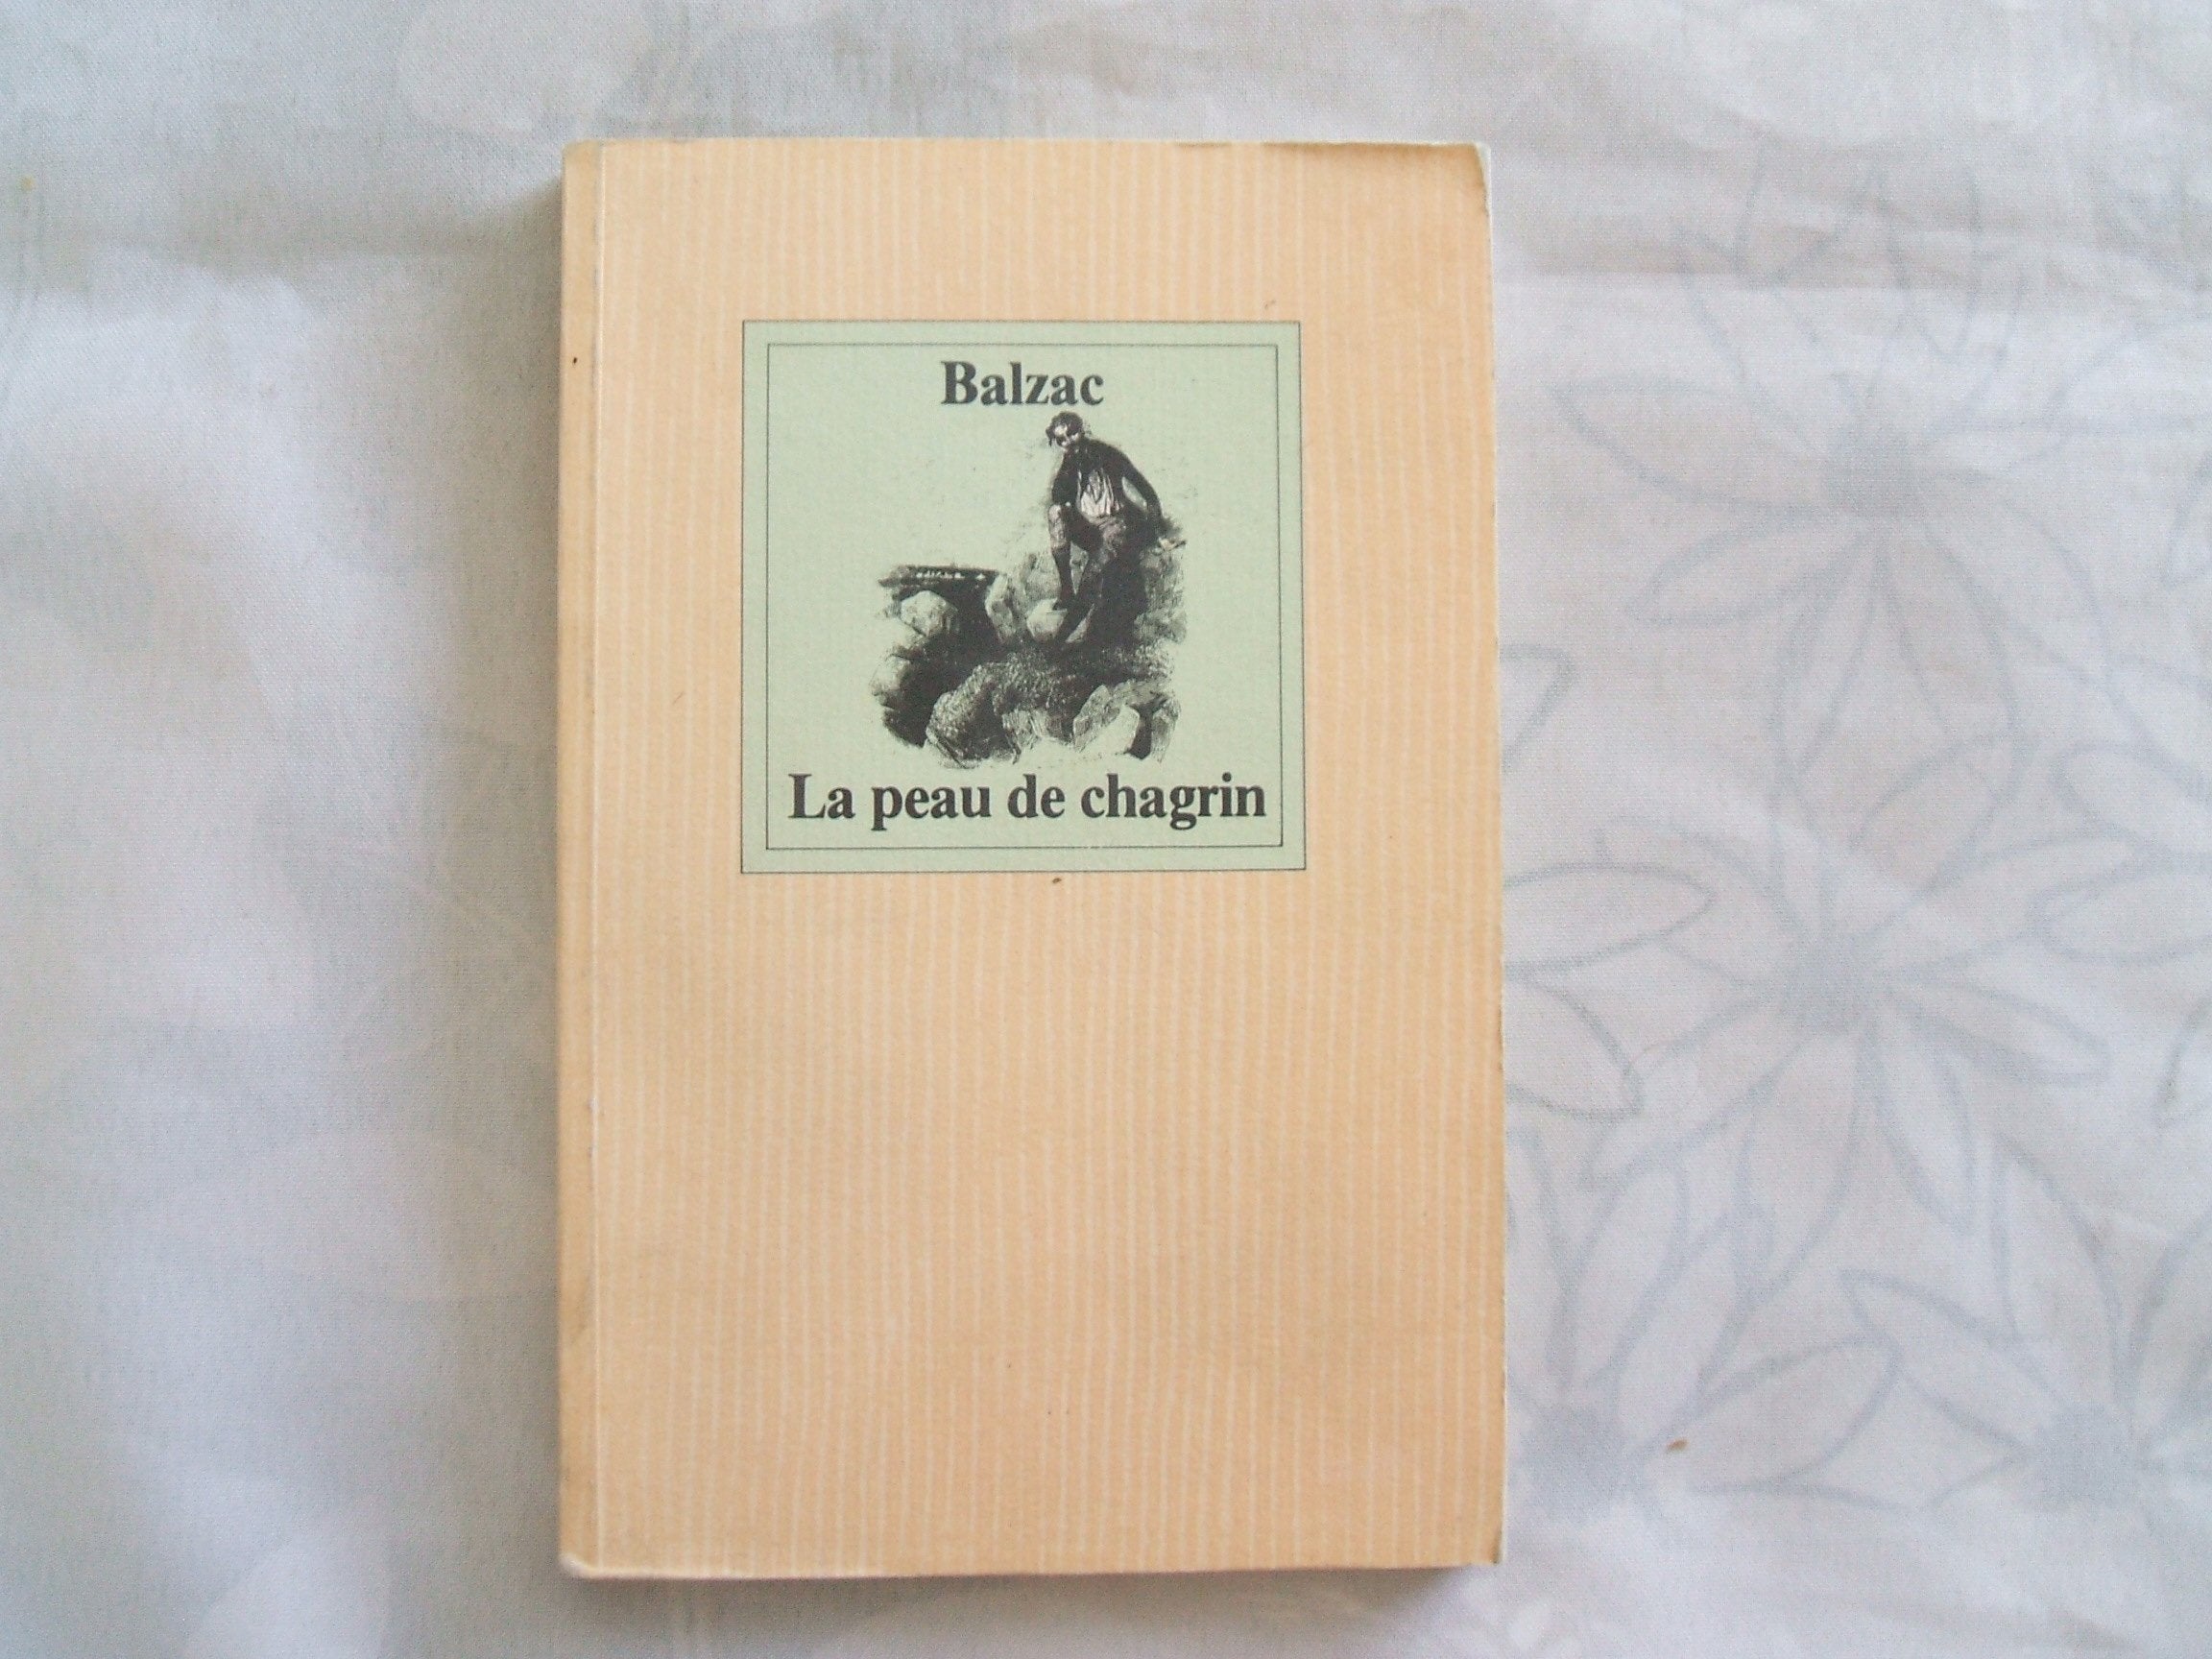 Balzac
La peau de chagrin